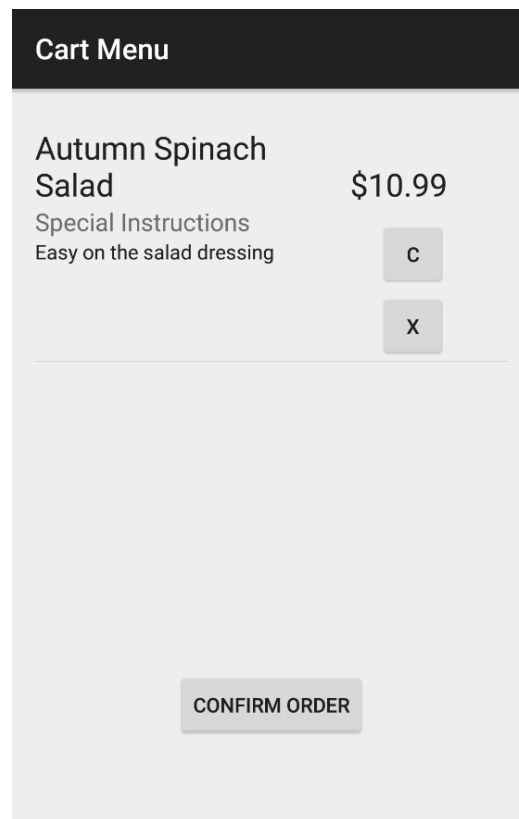 Cart Menu
Autumn Spinach
Salad
$10.99
Special Instructions
Easy on the salad dressing
C
X
CONFIRM ORDER